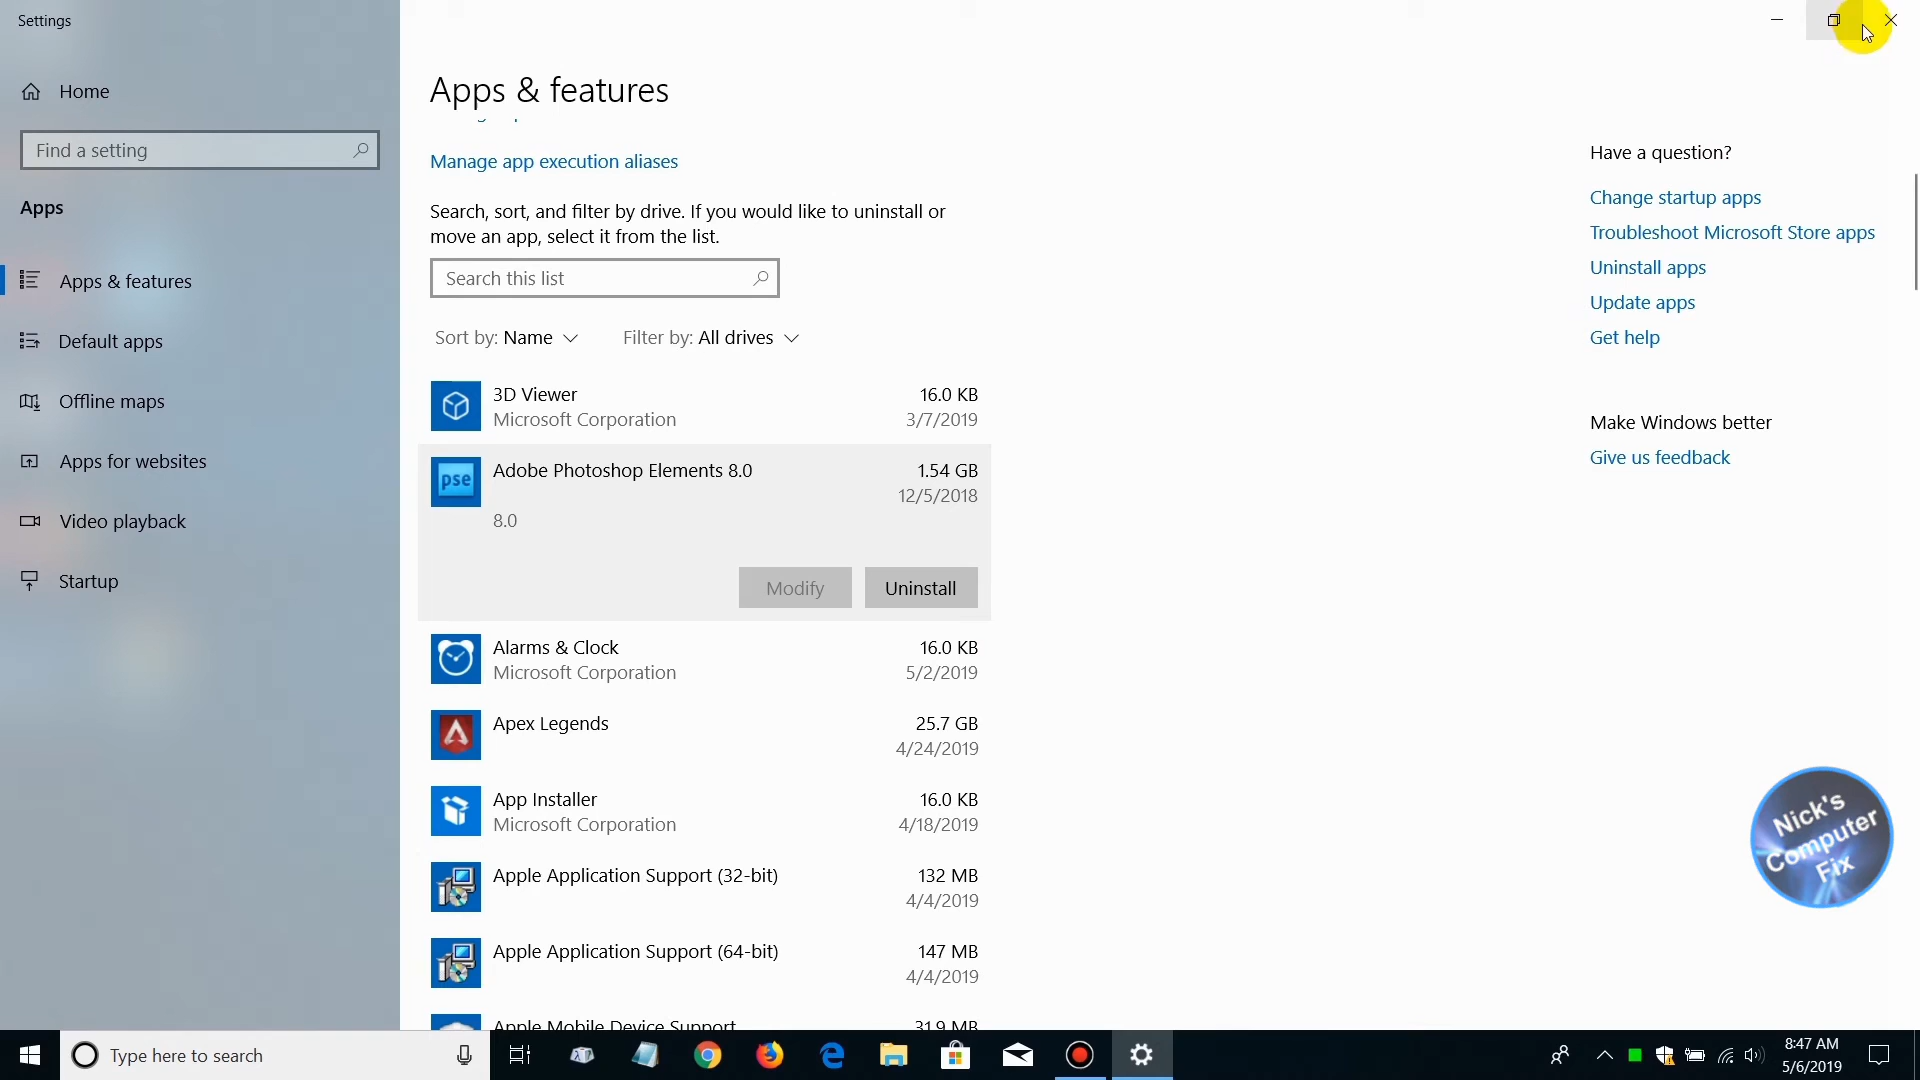 Settings
Home
Find a setting
Apps
Apps & features
Default apps
Offline maps
Apps for websites
Video playback
Startup
Apps & features
Manage app execution aliases
Search, sort, and filter by drive. If you would like to uninstall or
move an app, select it from the list.
Search this list
Sort by: Name
Filter by: All drives
3D Viewer 16.0 KB
Microsoft Corporation 3/7/2019
pse
Adobe Photoshop Elements 8.0 1.54 GB
12/5/2018
8.0
Modify Uninstall
Alarms & Clock 16.0 KB
Microsoft Corporation 5/2/2019
Apex Legends 25.7 GB
4/24/2019
App Installer 16.0 KB
Microsoft Corporation 4/18/2019
Apple Application Support (32-bit) 132 MB
4/4/2019
Apple Application Support (64-bit) 147 MB
4/4/2019
Apple Mobile Device Support 31.9 MB
Have a question?
Change startup apps
Troubleshoot Microsoft Store apps
Uninstall apps
Update apps
Get help
Make Windows better
Give us feedback
Nick's
Computer
Fix
Type here to search
8:47 AM
5/6/2019